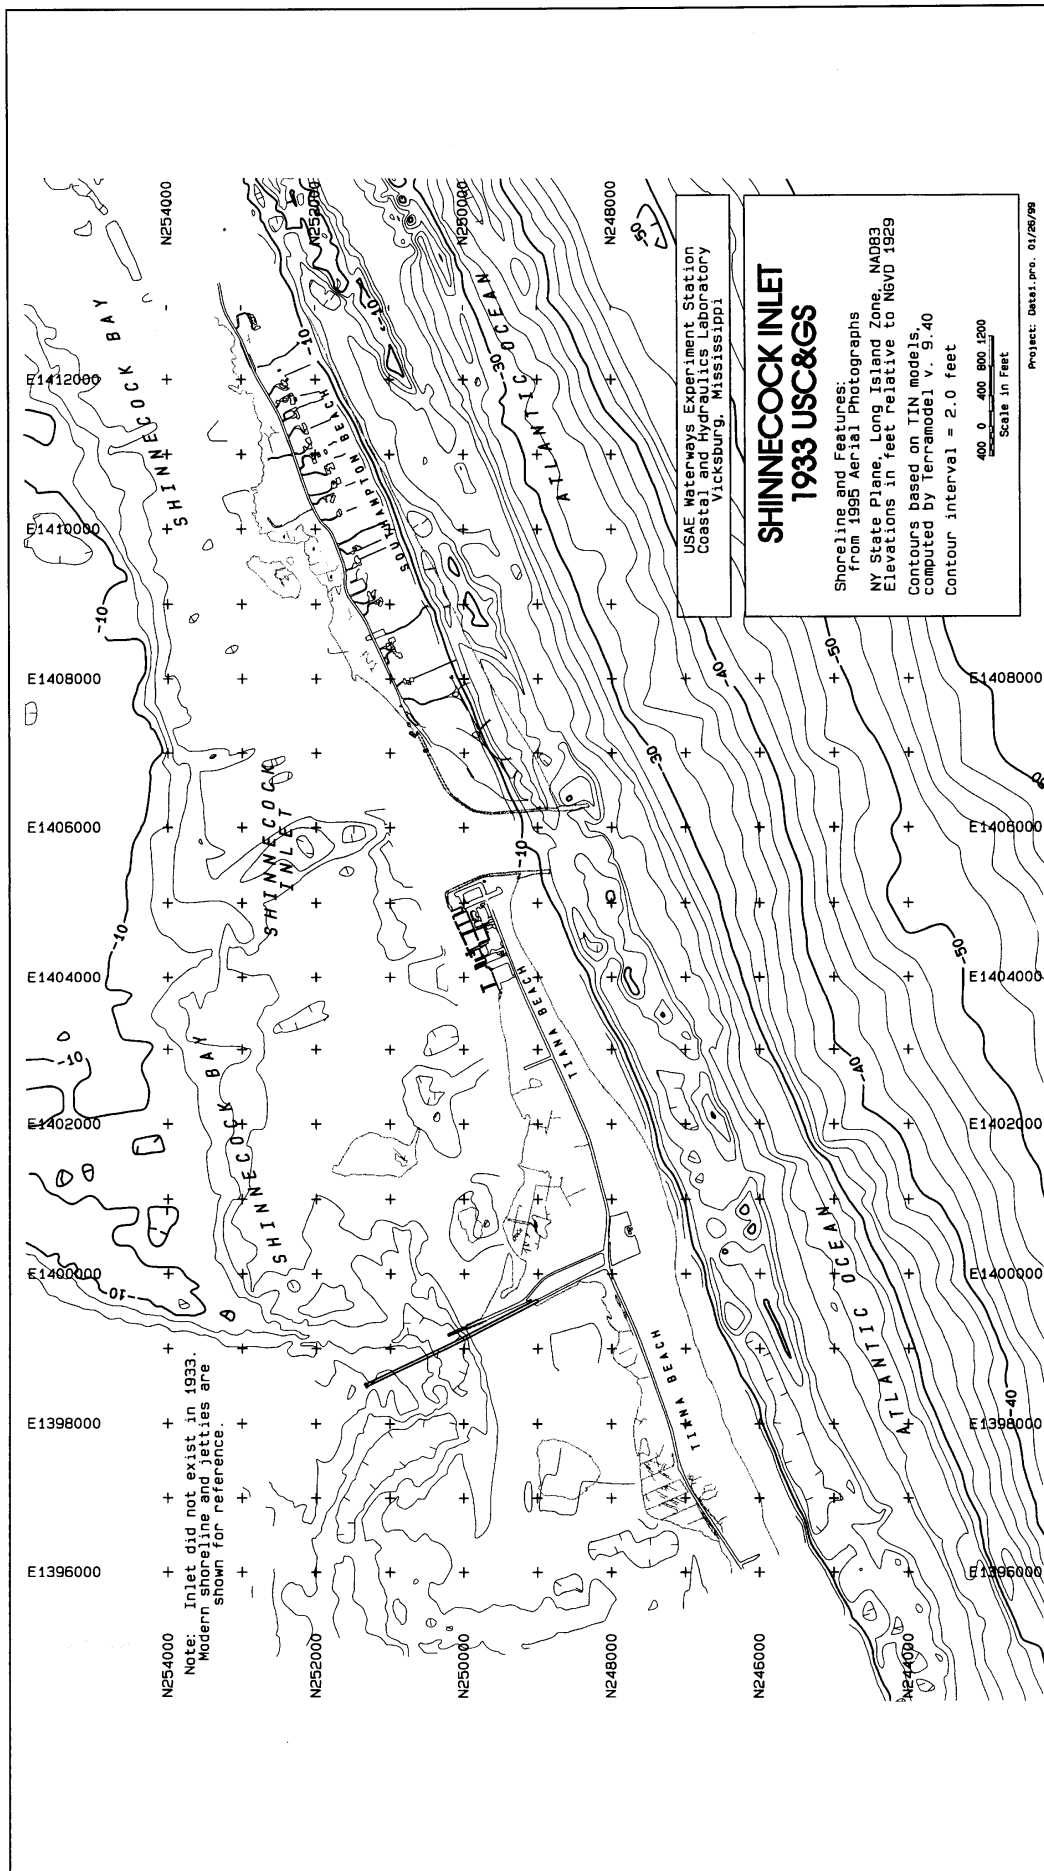 N254000
N252000
N250000
N248000
-50
SHINNECOCK BAY
E1412000
-10
-10
ATLANTIC OCEAN
-30
SOUTHAMPTON BEACH
E1410000
-10
E1408000
E1408000
-40
-50
-30
SHINNECOCK
INLET
E1406000
E1406000
-10
-10
E1404000
E1404000
-50
TIANA BEACH
-10
-40
SHINNECOCK BAY
E1402000
E1402000
E1400000
E1400000
-10
ATLANTIC OCEAN
TIANA BEACH
E1398000
E1398000
-40
E1396000
E1396000
N254000
N252000
N250000
N248000
N246000
N244000
Note: Inlet did not exist in 1933.
Modern shoreline and jetties are
shown for reference.
USAE Waterways Experiment Station
Coastal and Hydraulics Laboratory
Vicksburg, Mississippi
SHINNECOCK INLET
1933 USC&GS
Shoreline and Features:
from 1995 Aerial Photographs
NY State Plane, Long Island Zone, NAD83
Elevations in feet relative to NGVD 1929
Contours based on TIN models,
computed by Terramodel v. 9.40
Contour interval = 2.0 feet
400 0 400 800 1200
Scale in Feet
Project: Data1.pro. 01/26/99